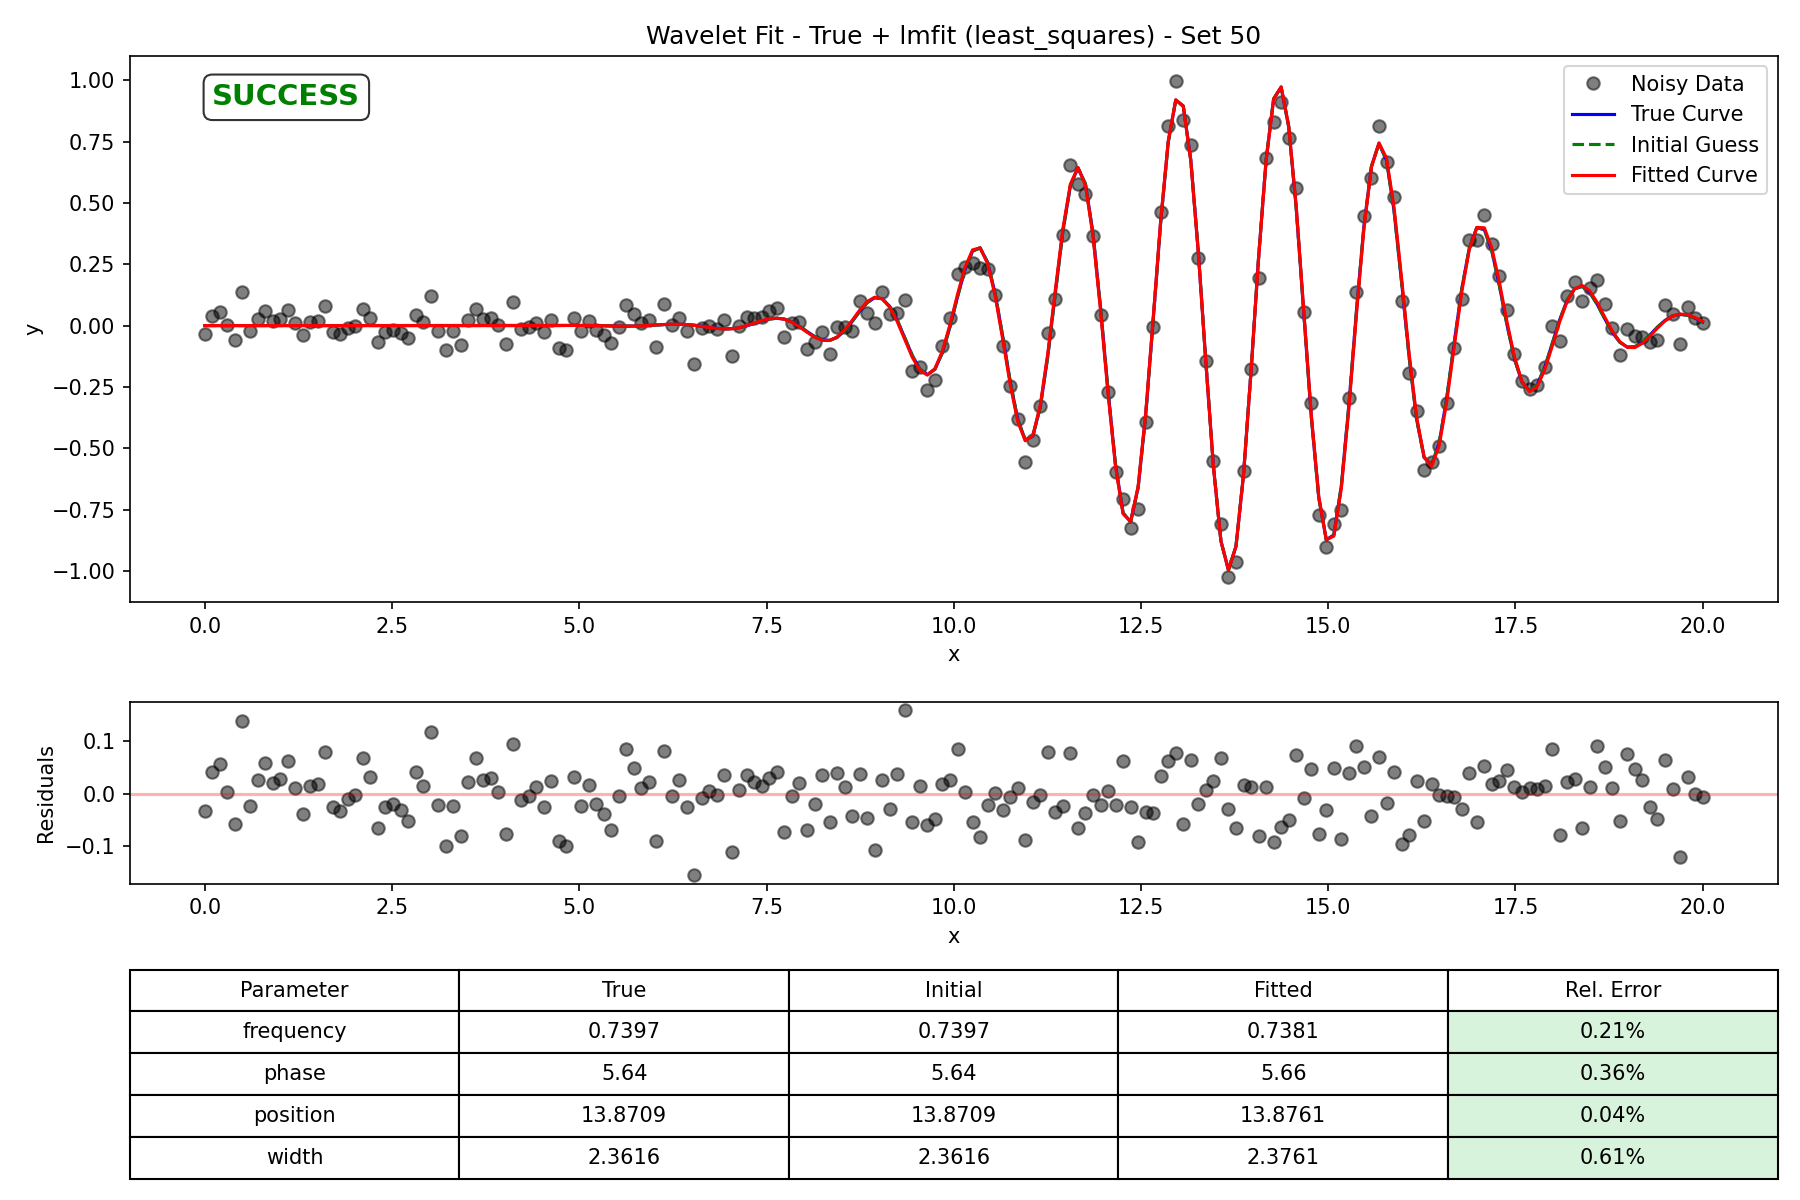 Wavelet Fit - True + lmfit (least_squares) - Set 50
SUCCESS
Noisy Data
True Curve
Initial Guess
Fitted Curve
1.00
0.75
0.50
0.25
0.00
−0.25
−0.50
−0.75
−1.00
y
0.0 2.5 5.0 7.5 10.0 12.5 15.0 17.5 20.0
x
0.1
0.0
−0.1
Residuals
0.0 2.5 5.0 7.5 10.0 12.5 15.0 17.5 20.0
x
Parameter True Initial Fitted Rel. Error
frequency 0.7397 0.7397 0.7381 0.21%
phase 5.64 5.64 5.66 0.36%
position 13.8709 13.8709 13.8761 0.04%
width 2.3616 2.3616 2.3761 0.61%